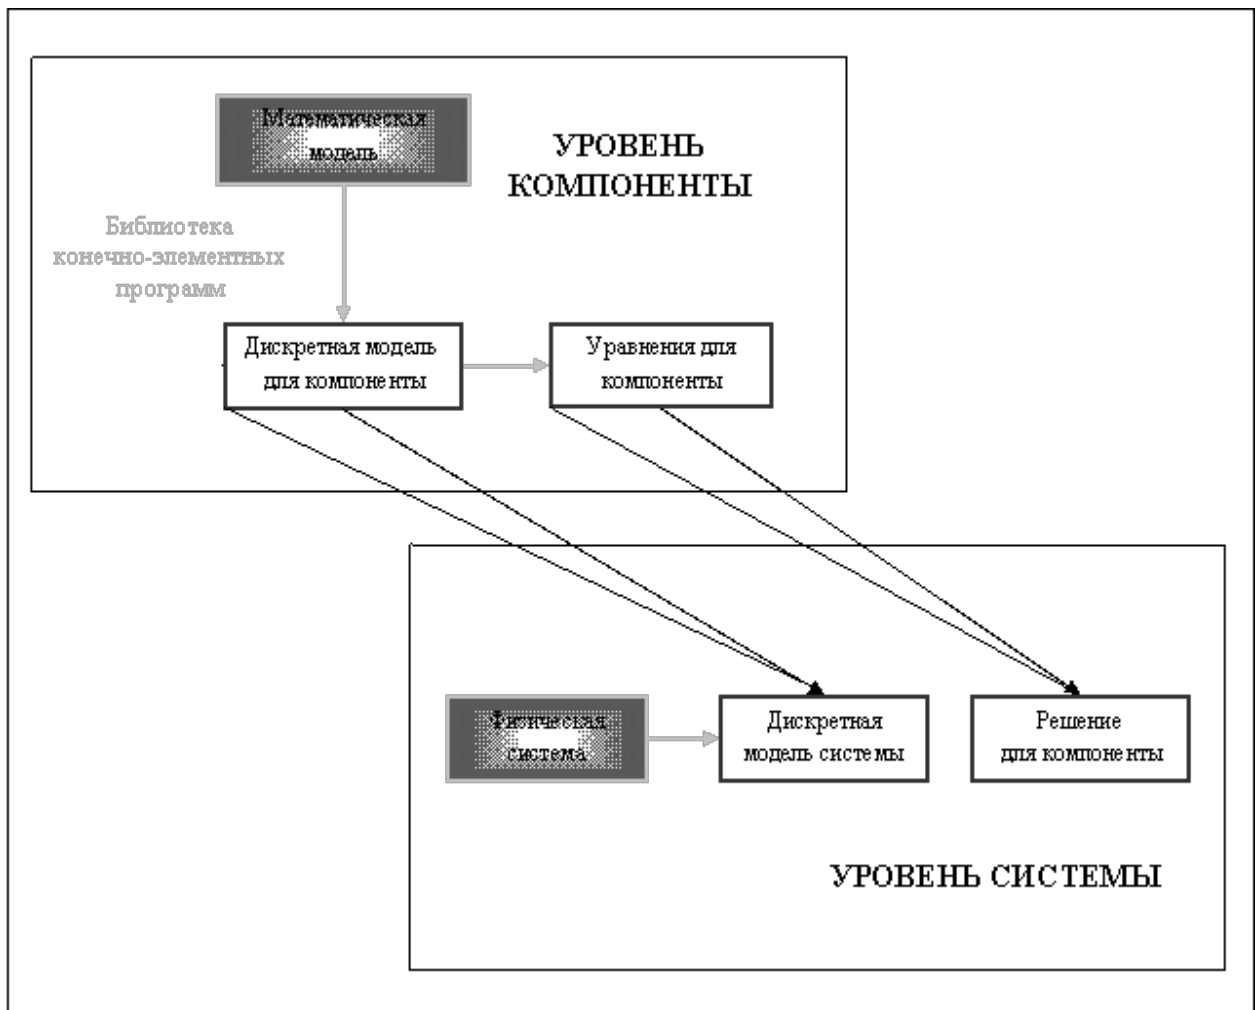 Математическая
модель
УРОВЕНЬ
КОМПОНЕНТЫ
Библиотека
конечно-элементных
программ
Дискретная модель
для компоненты
Уравнения для
компоненты
Физическая
система
Дискретная
модель системы
Решение
для компоненты
УРОВЕНЬ СИСТЕМЫ